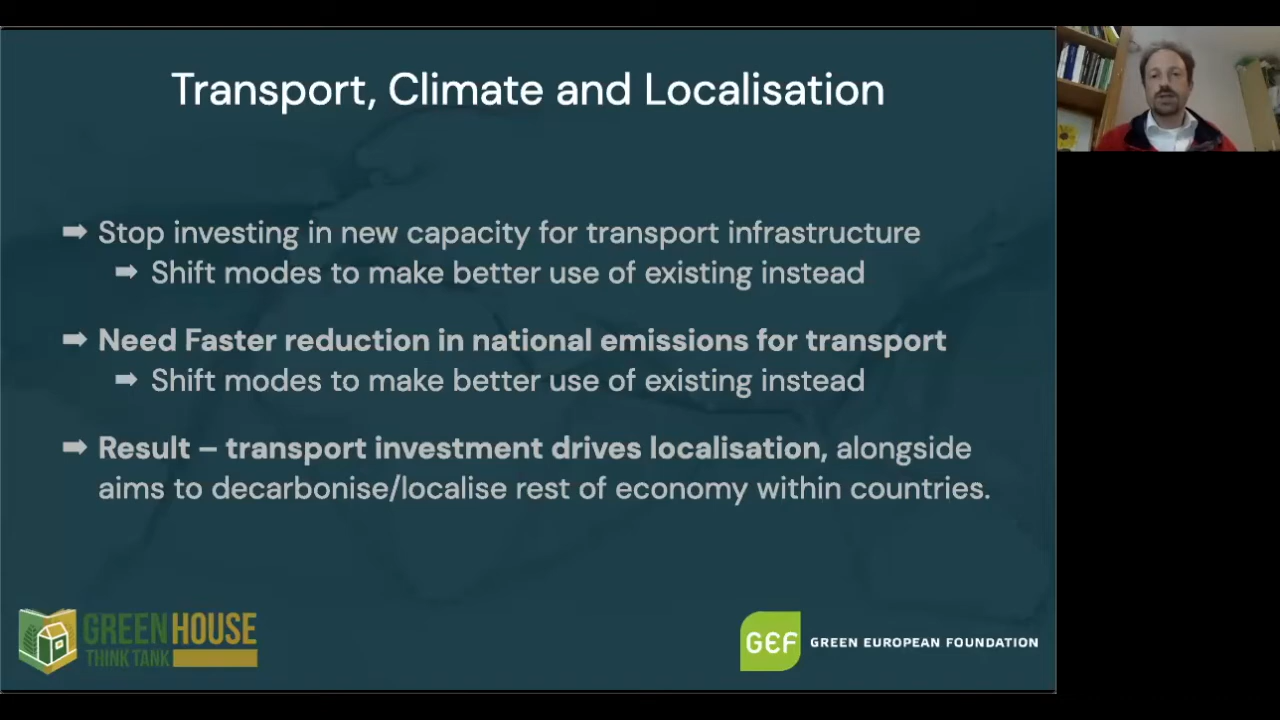 Transport, Climate and Localisation
➡ Stop investing in new capacity for transport infrastructure
➡ Shift modes to make better use of existing instead
➡ Need Faster reduction in national emissions for transport
➡ Shift modes to make better use of existing instead
➡ Result – transport investment drives localisation, alongside
aims to decarbonise/localise rest of economy within countries.
GREEN HOUSE
THINK TANK
GEF
GREEN EUROPEAN FOUNDATION